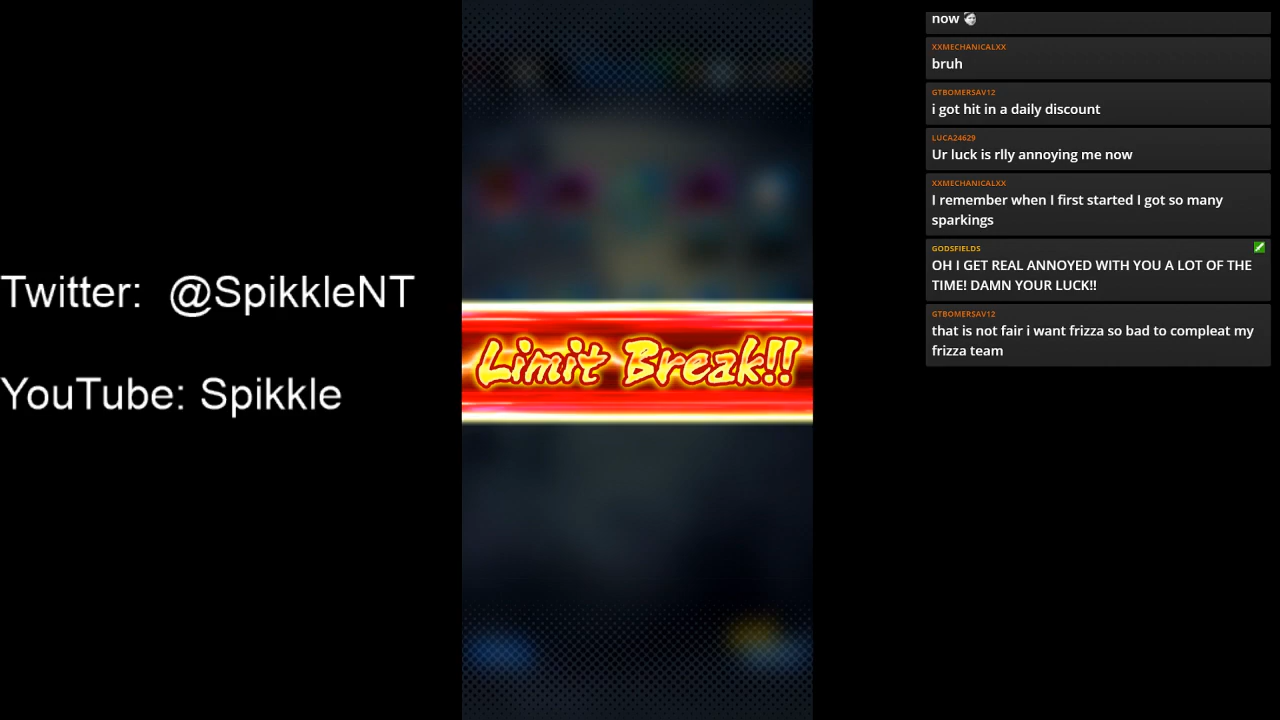 Twitter:  @SpikkleNT
YouTube: Spikkle
Limit Break!!
now
XXMECHANICALXX
bruh
GTBOMERSAV12
i got hit in a daily discount
LUCA24629
Ur luck is rlly annoying me now
XXMECHANICALXX
I remember when I first started I got so many
sparkings
GODSFIELDS
OH I GET REAL ANNOYED WITH YOU A LOT OF THE
TIME! DAMN YOUR LUCK!!
GTBOMERSAV12
that is not fair i want frizza so bad to compleat my
frizza team